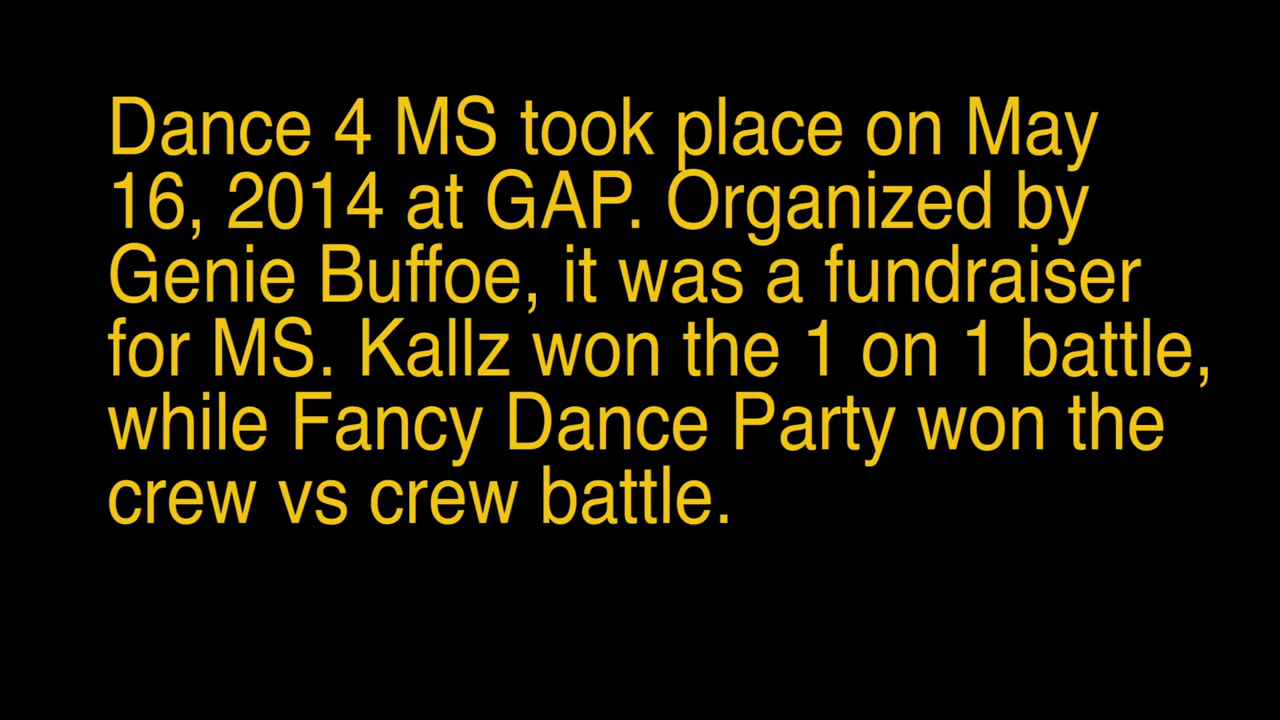 Dance 4 MS took place on May
16, 2014 at GAP. Organized by
Genie Buffoe, it was a fundraiser
for MS. Kallz won the 1 on 1 battle,
while Fancy Dance Party won the
crew vs crew battle.